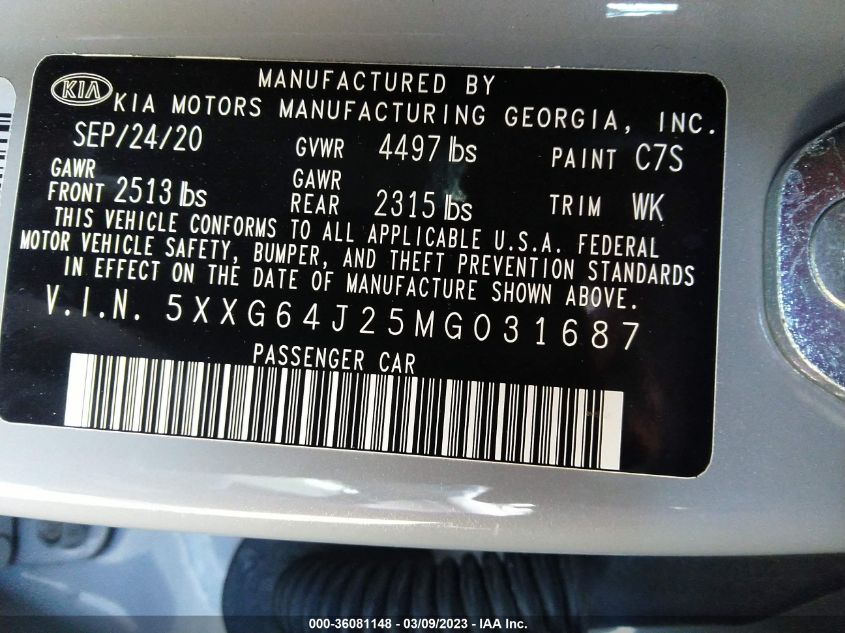 KIA
MANUFACTURED BY
KIA MOTORS MANUFACTURING GEORGIA, INC.
SEP/24/20 GVWR 4497 lbs PAINT C7S
GAWR FRONT 2513 lbs GAWR REAR 2315 lbs TRIM WK
THIS VEHICLE CONFORMS TO ALL APPLICABLE U.S.A. FEDERAL
MOTOR VEHICLE SAFETY, BUMPER, AND THEFT PREVENTION STANDARDS
IN EFFECT ON THE DATE OF MANUFACTURE SHOWN ABOVE.
V.I.N. 5XXG64J25MG031687
PASSENGER CAR
000-36081148 - 03/09/2023 - IAA Inc.